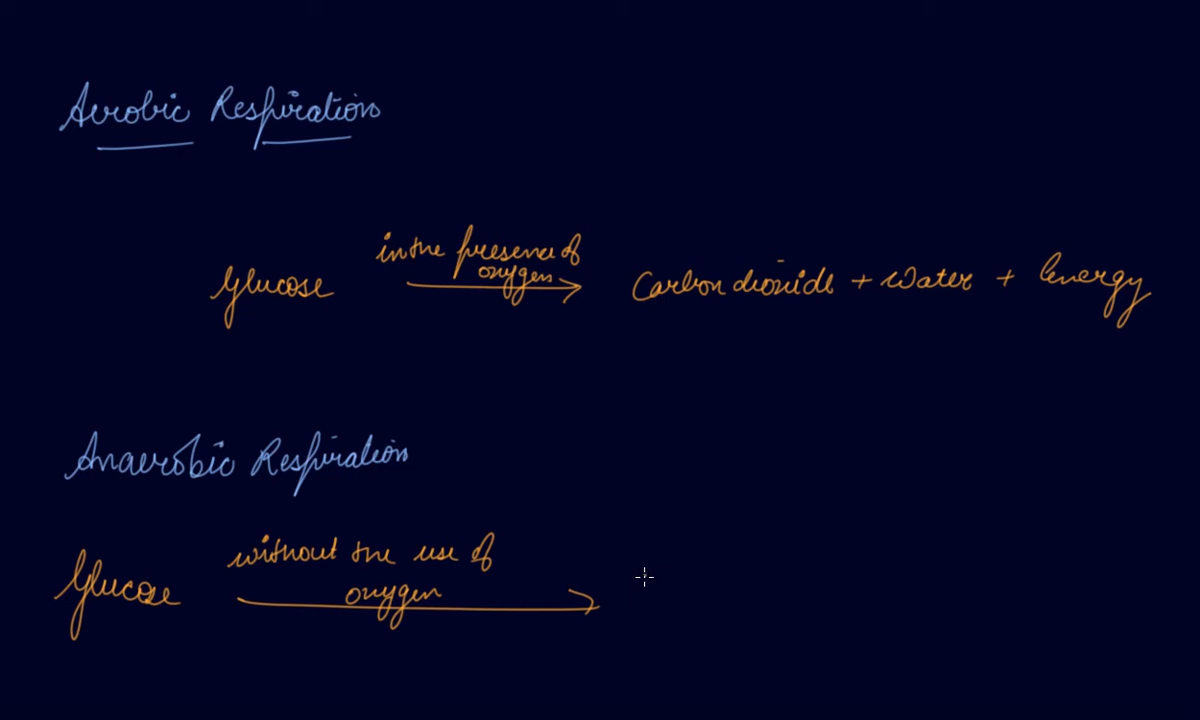 Aerobic Respiration
in the presence of
oxygen
Glucose → Carbon dioxide + Water + Energy
Anaerobic Respiration
without the use of
oxygen
Glucose →